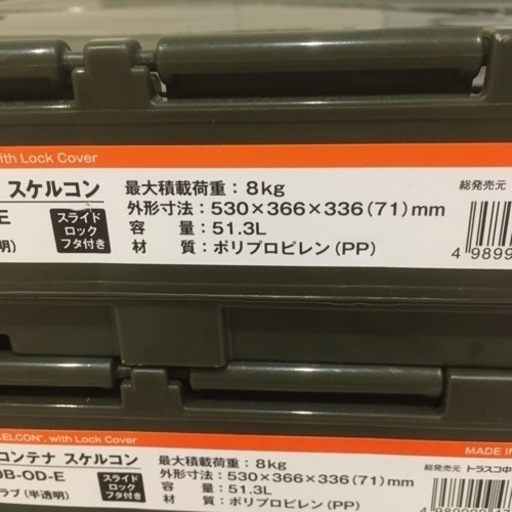 with Lock Cover
スケルコン
最大積載荷重：8kg
外形寸法：530×366×336(71)mm
容　量：51.3L
材　質：ポリプロピレン(PP)
総発売元
E
スライド
ロック
フタ付き
明)
4 9899
ELCON", with Lock Cover
MADE IN
コンテナ スケルコン
最大積載荷重：8kg
外形寸法：530×366×336(71)mm
容　量：51.3L
材　質：ポリプロピレン(PP)
総発売元 トラスコ中
0B-OD-E
スライド
ロック
フタ付き
ラブ(半透明)